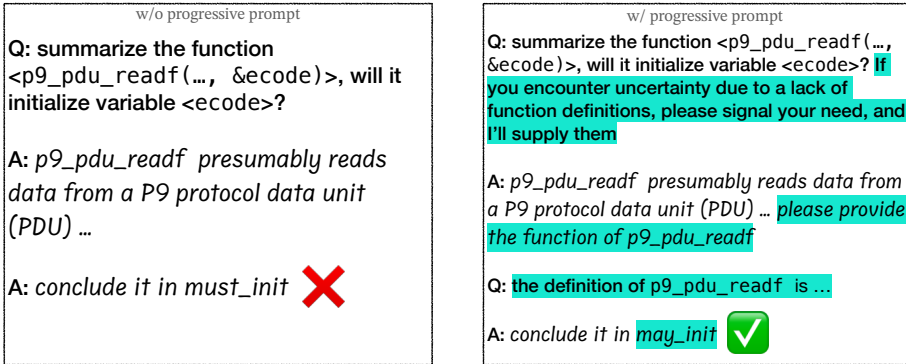 w/o progressive prompt
Q: summarize the function
<p9_pdu_readf(…, &ecode)>, will it
initialize variable <ecode>?
A: p9_pdu_readf presumably reads
data from a P9 protocol data unit
(PDU) …
A: conclude it in must_init
w/ progressive prompt
Q: summarize the function <p9_pdu_readf(…,
&ecode)>, will it initialize variable <ecode>? If
you encounter uncertainty due to a lack of
function definitions, please signal your need, and
I'll supply them
A: p9_pdu_readf presumably reads data from
a P9 protocol data unit (PDU) … please provide
the function of p9_pdu_readf
Q: the definition of p9_pdu_readf is …
A: conclude it in may_init